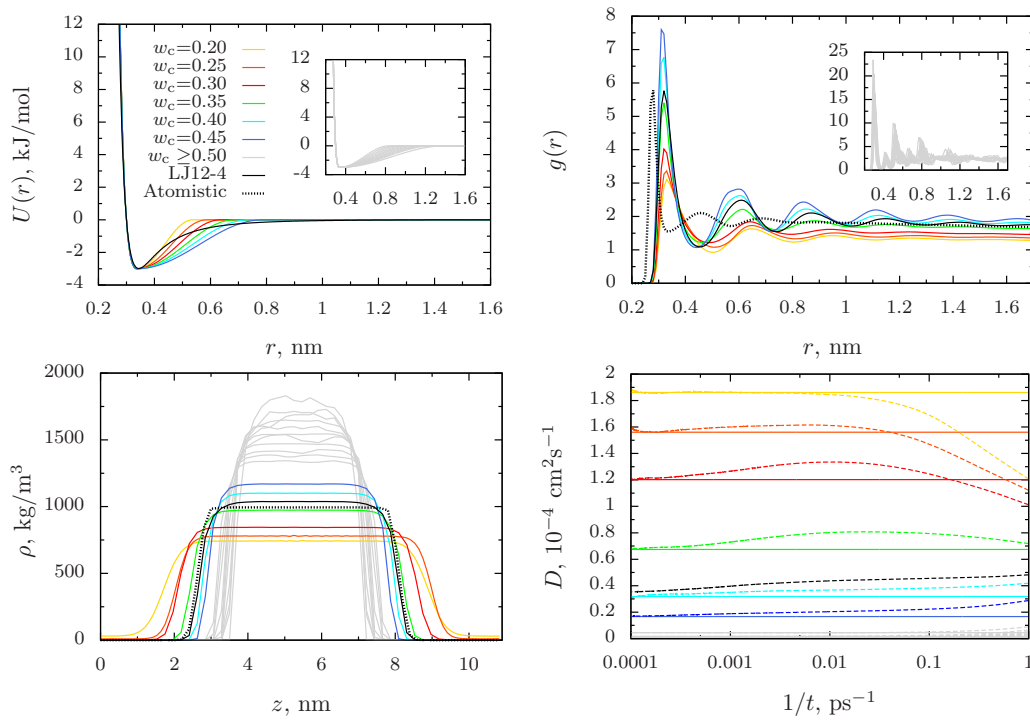 12
10
8
6
4
2
0
−2
−4
U(r), kJ/mol
w_c=0.20
w_c=0.25
w_c=0.30
w_c=0.35
w_c=0.40
w_c=0.45
w_c ≥0.50
LJ12-4
Atomistic
12
8
4
0
−4
0.4 0.8 1.2 1.6
0.2 0.4 0.6 0.8 1 1.2 1.4 1.6
r, nm
8
7
6
5
4
3
2
1
0
g(r)
25
20
15
10
5
0
0.4 0.8 1.2 1.6
0.2 0.4 0.6 0.8 1 1.2 1.4 1.6
r, nm
2000
1500
1000
500
0
ρ, kg/m³
0 2 4 6 8 10
z, nm
2
1.8
1.6
1.4
1.2
1
0.8
0.6
0.4
0.2
0
D, 10⁻⁴ cm²s⁻¹
0.0001 0.001 0.01 0.1 1
1/t, ps⁻¹